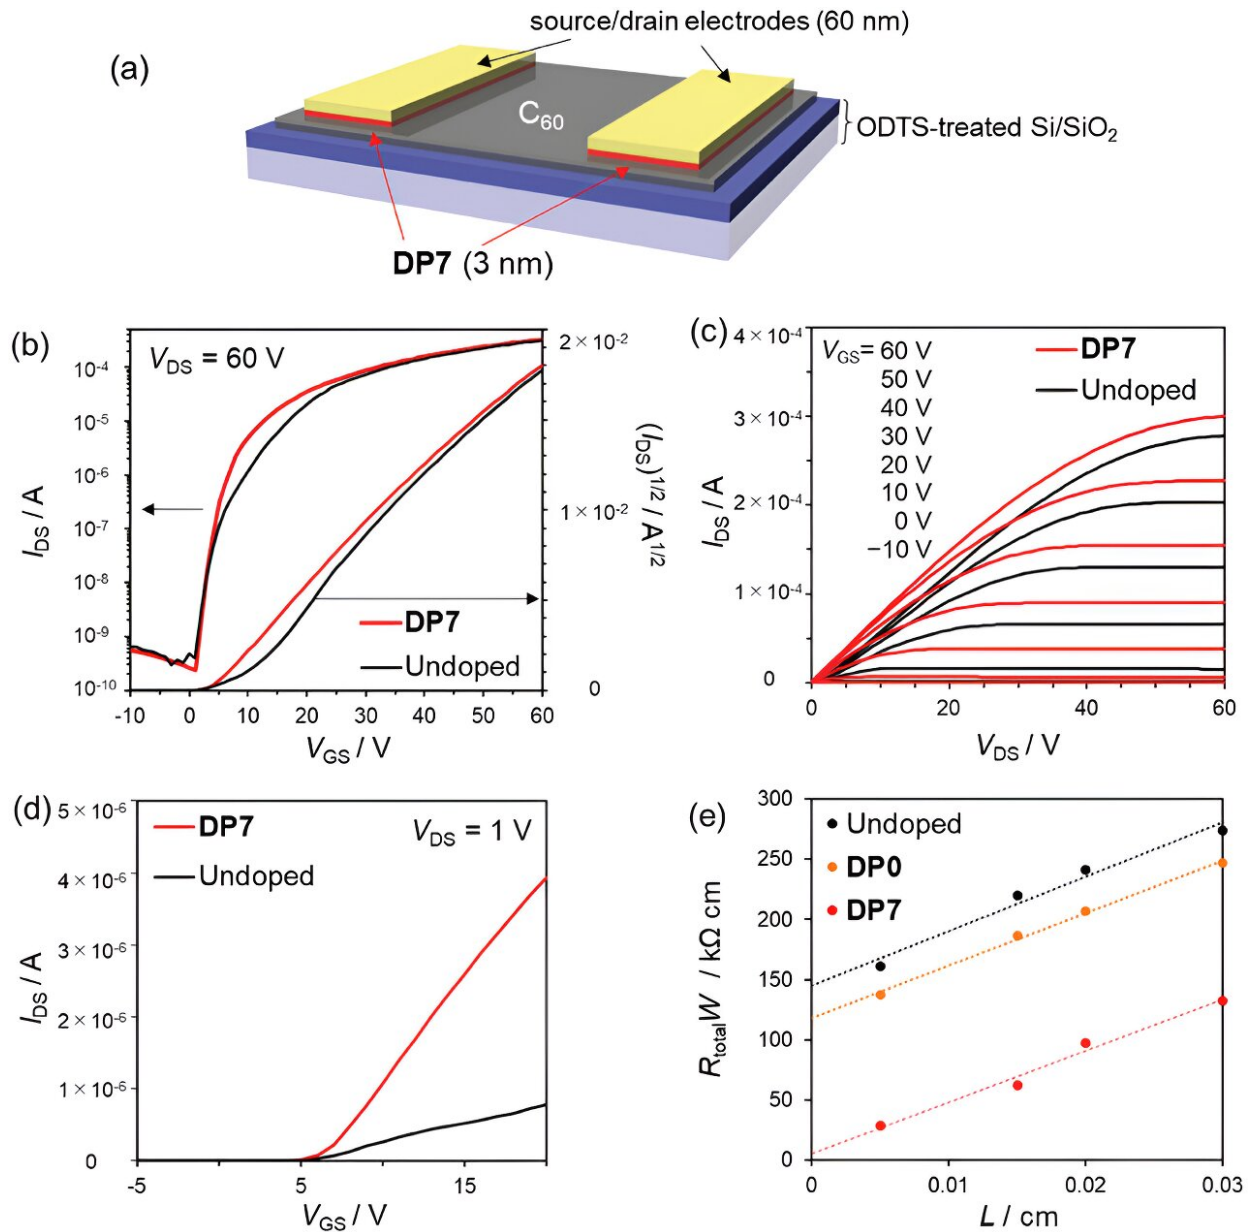 source/drain electrodes (60 nm)
(a)
C60
ODTS-treated Si/SiO2
DP7 (3 nm)
(b)
VDS = 60 V
10-4
10-5
10-6
10-7
10-8
10-9
10-10
IDS / A
2 × 10-2
1 × 10-2
0
(IDS)1/2 / A1/2
DP7
Undoped
-10 0 10 20 30 40 50 60
VGS / V
(c)
4 × 10-4
3 × 10-4
2 × 10-4
1 × 10-4
0
IDS / A
VGS= 60 V
50 V
40 V
30 V
20 V
10 V
0 V
−10 V
DP7
Undoped
0 20 40 60
VDS / V
(d)
5 × 10-6
4 × 10-6
3 × 10-6
2 × 10-6
1 × 10-6
0
IDS / A
DP7
Undoped
VDS = 1 V
-5 5 15
VGS / V
(e)
300
250
200
150
100
50
0
RtotalW / kΩ cm
Undoped
DP0
DP7
0 0.01 0.02 0.03
L / cm